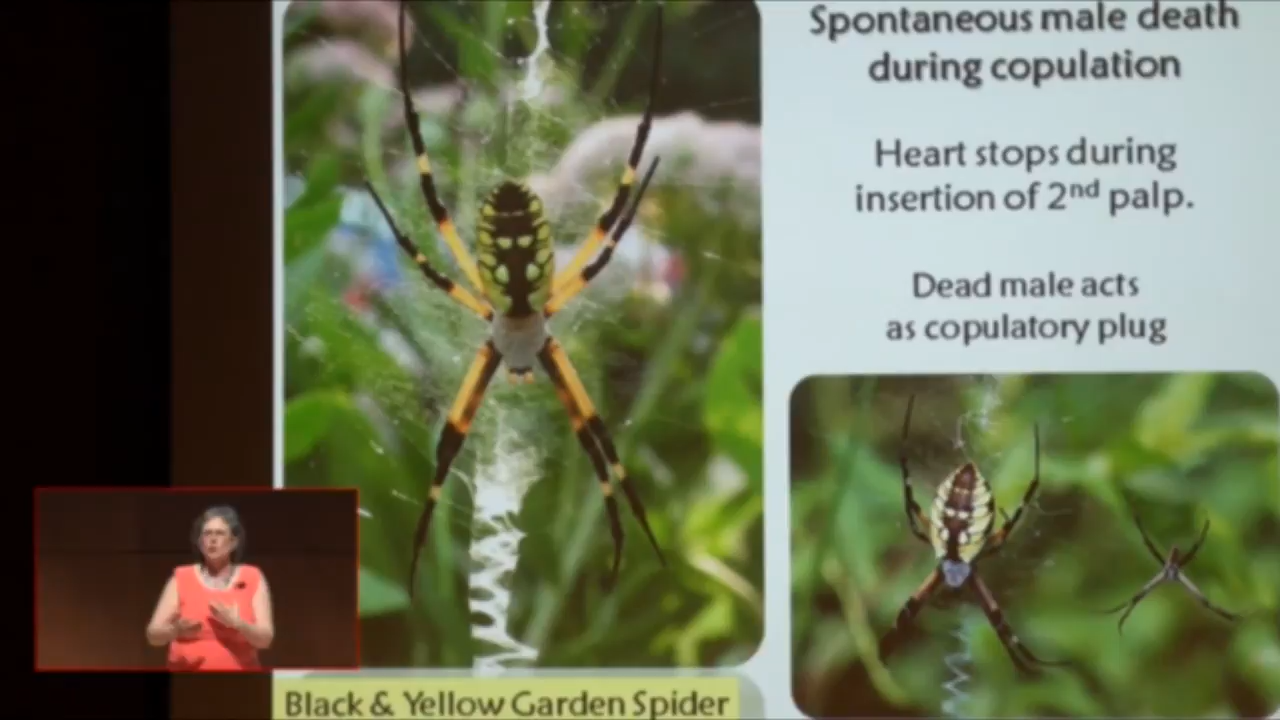 Spontaneous male death
during copulation
Heart stops during
insertion of 2nd palp.
Dead male acts
as copulatory plug
Black & Yellow Garden Spider